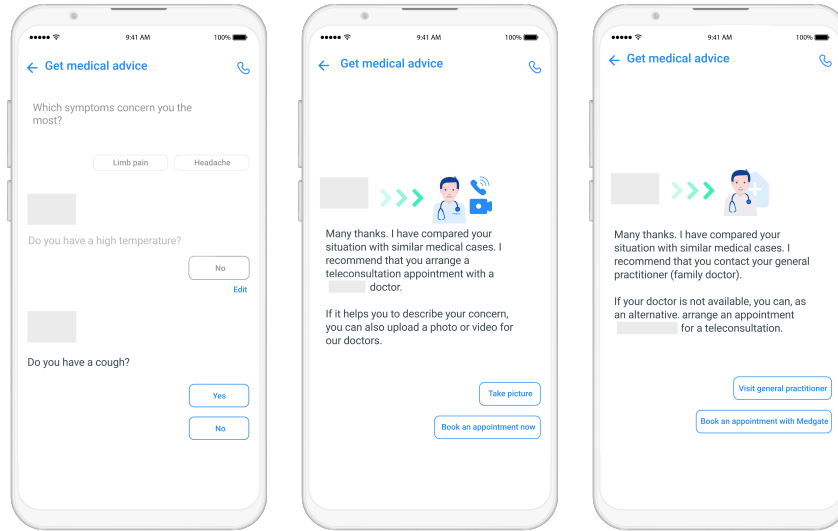 9:41 AM 100%
Get medical advice
Which symptoms concern you the
most?
Limb pain Headache
Do you have a high temperature?
No
Edit
Do you have a cough?
Yes
No
9:41 AM 100%
Get medical advice
Many thanks. I have compared your
situation with similar medical cases. I
recommend that you arrange a
teleconsultation appointment with a
doctor.
If it helps you to describe your concern,
you can also upload a photo or video for
our doctors.
Take picture
Book an appointment now
9:41 AM 100%
Get medical advice
Many thanks. I have compared your
situation with similar medical cases. I
recommend that you contact your general
practitioner (family doctor).
If your doctor is not available, you can, as
an alternative. arrange an appointment
for a teleconsultation.
Visit general practitioner
Book an appointment with Medgate